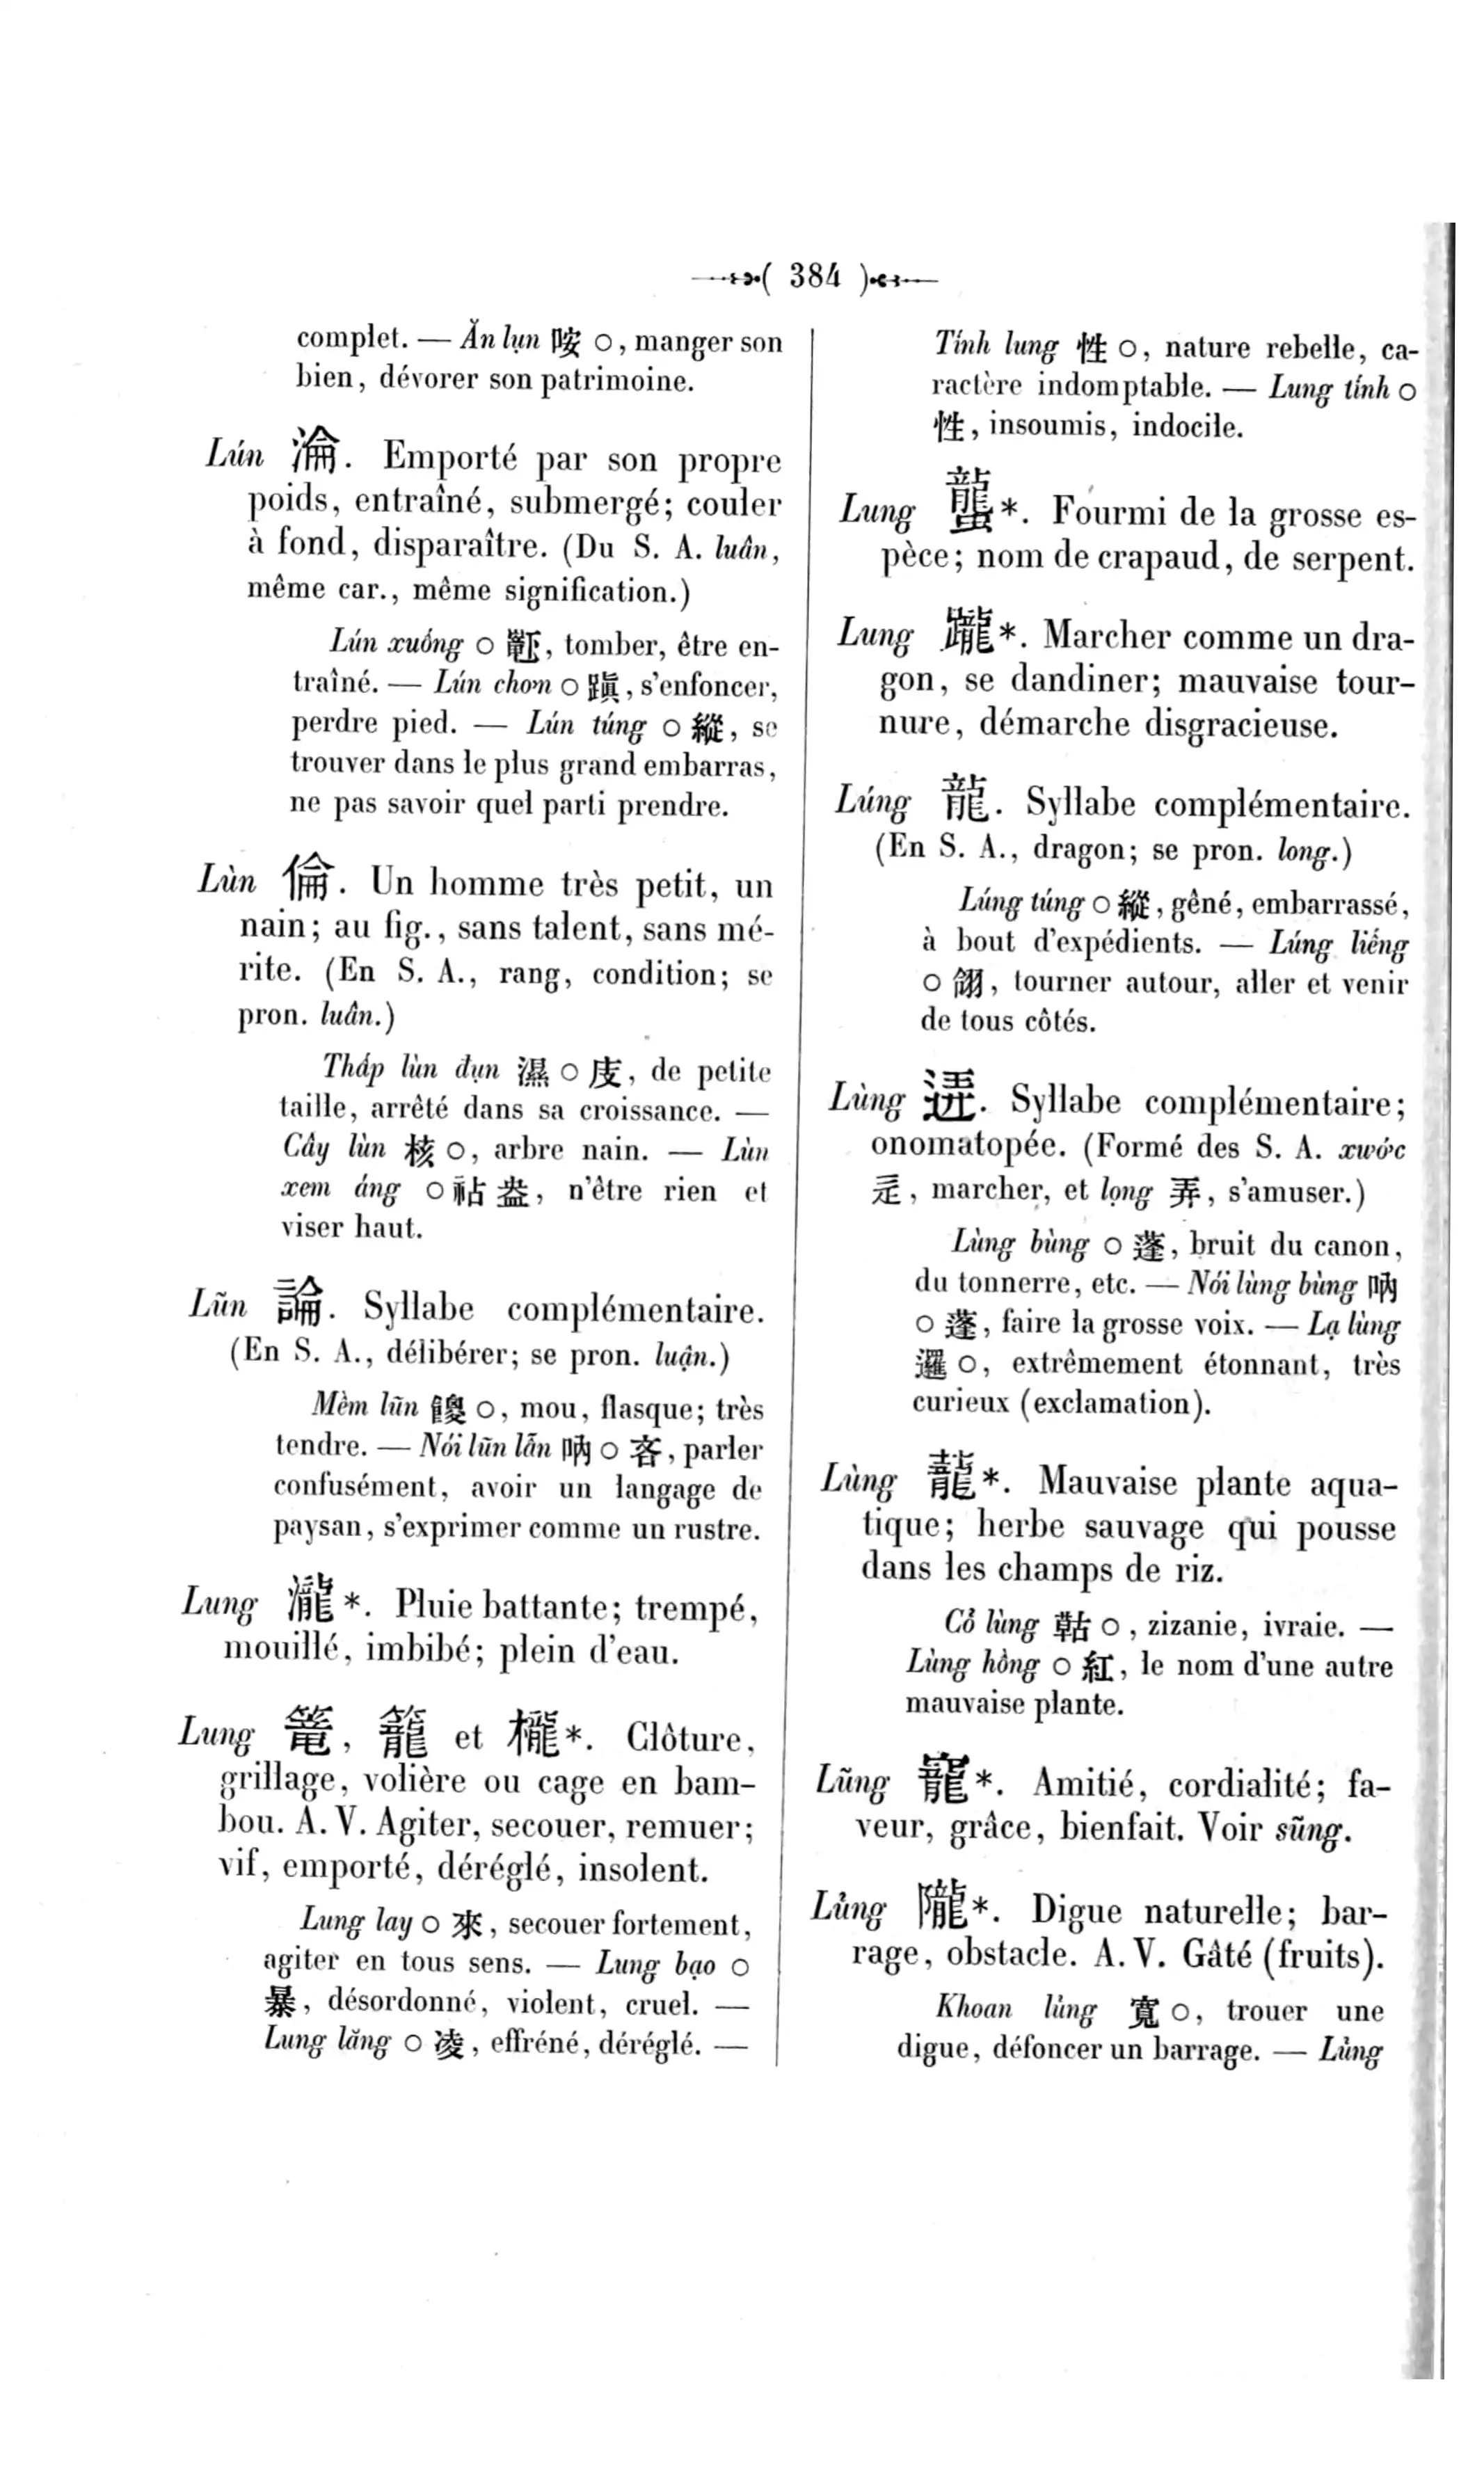 ( 384 )
complet. — Ăn lụn 咹 ○, manger son
bien, dévorer son patrimoine.
Lún 淪. Emporté par son propre
poids, entraîné, submergé; couler
à fond, disparaître. (Du S. A. luân,
même car., même signification.)
Lún xuống ○, tomber, être en-
traîné. — Lún chơn ○ 蹎, s'enfoncer,
perdre pied. — Lún túng ○ 縱, se
trouver dans le plus grand embarras,
ne pas savoir quel parti prendre.
Lùn 倫. Un homme très petit, un
nain; au fig., sans talent, sans mé-
rite. (En S. A., rang, condition; se
pron. luân.)
Thấp lùn đụn 濕 ○, de petite
taille, arrêté dans sa croissance. —
Cây lùn 核 ○, arbre nain. — Lùn
xem áng ○ 袩 盎, n'être rien et
viser haut.
Lũn 論. Syllabe complémentaire.
(En S. A., délibérer; se pron. luận.)
Mềm lũn ○, mou, flasque; très
tendre. — Nói lũn lẫn 吶 ○ 吝, parler
confusément, avoir un langage de
paysan, s'exprimer comme un rustre.
Lung 瀧 *. Pluie battante; trempé,
mouillé, imbibé; plein d'eau.
Lung 篭, 籠 et 櫳*. Clôture,
grillage, volière ou cage en bam-
bou. A. V. Agiter, secouer, remuer;
vif, emporté, déréglé, insolent.
Lung lay ○ 來, secouer fortement,
agiter en tous sens. — Lung bạo ○
暴, désordonné, violent, cruel. —
Lung lăng ○ 凌, effréné, déréglé. —
Tính lung 性 ○, nature rebelle, ca-
ractère indomptable. — Lung tính ○
性, insoumis, indocile.
Lung 蠪*. Fourmi de la grosse es-
pèce; nom de crapaud, de serpent.
Lung 躘*. Marcher comme un dra-
gon, se dandiner; mauvaise tour-
nure, démarche disgracieuse.
Lúng 龍. Syllabe complémentaire.
(En S. A., dragon; se pron. long.)
Lúng túng ○ 縱, gêné, embarrassé,
à bout d'expédients. — Lúng liếng
○ 翎, tourner autour, aller et venir
de tous côtés.
Lùng. Syllabe complémentaire;
onomatopée. (Formé des S. A. xước
辵, marcher, et lọng 弄, s'amuser.)
Lùng bùng ○ 蓬, bruit du canon,
du tonnerre, etc. — Nói lùng bùng 吶
○ 蓬, faire la grosse voix. — Lạ lùng
邏 ○, extrêmement étonnant, très
curieux (exclamation).
Lùng 蘢*. Mauvaise plante aqua-
tique; herbe sauvage qui pousse
dans les champs de riz.
Cỏ lùng ○, zizanie, ivraie. —
Lùng hồng ○ 紅, le nom d'une autre
mauvaise plante.
Lũng 寵*. Amitié, cordialité; fa-
veur, grâce, bienfait. Voir sũng.
Lủng 隴*. Digue naturelle; bar-
rage, obstacle. A. V. Gâté (fruits).
Khoan lủng 寬 ○, trouer une
digue, défoncer un barrage. — Lủng